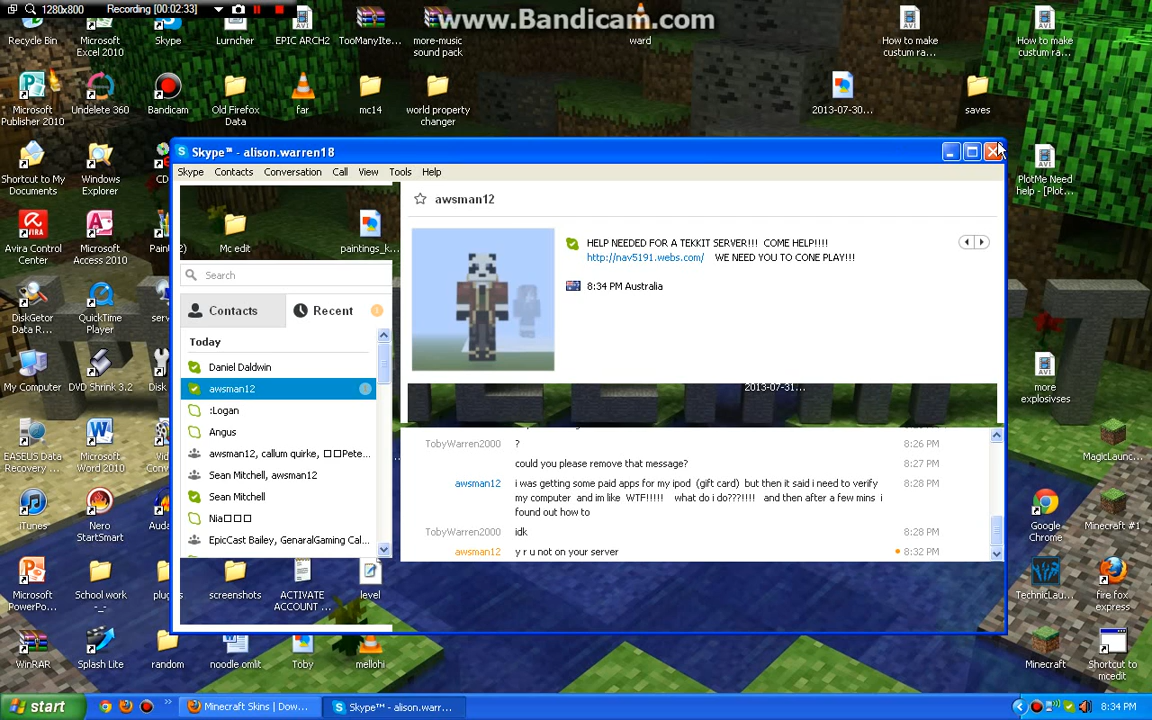 1280x800
Recording [00:02:33]
www.Bandicam.com
Recycle Bin
Microsoft Excel 2010
Skype
Lurncher
EPIC ARCH2
TooManyIte...
more-music sound pack
ward
How to make custum ra...
How to make custum ra...
Microsoft Publisher 2010
Undelete 360
Bandicam
Old Firefox Data
far
mc14
world property changer
2013-07-30...
saves
Shortcut to My Documents
Windows Explorer
CD
PlotMe Need help - [Plot...
Skype™ - alison.warren18
Skype Contacts Conversation Call View Tools Help
awsman12
HELP NEEDED FOR A TEKKIT SERVER!!! COME HELP!!!!
http://nav5191.webs.com/ WE NEED YOU TO CONE PLAY!!!
8:34 PM Australia
Avira Control Center
Microsoft Access 2010
Mc edit
paintings_k...
Search
Contacts
Recent
Today
Daniel Daldwin
awsman12
:Logan
Angus
awsman12, callum quirke, □□Pete...
Sean Mitchell, awsman12
Sean Mitchell
Nia□□□
EpicCast Bailey, GenaralGaming Cal...
2013-07-31...
TobyWarren2000 ? 8:26 PM
could you please remove that message? 8:27 PM
awsman12 i was getting some paid apps for my ipod (gift card) but then it said i need to verify 8:28 PM
my computer and im like WTF!!!!! what do i do???!!!! and then after a few mins i
found out how to
TobyWarren2000 idk 8:28 PM
awsman12 y r u not on your server 8:32 PM
DiskGetor Data R...
QuickTime Player
My Computer
DVD Shrink 3.2
Disk
more explosivses
EASEUS Data Recovery ...
Microsoft Word 2010
MagicLaunc...
iTunes
Nero StartSmart
Google Chrome
Minecraft #1
Microsoft PowerPo...
School work -_-
screenshots
ACTIVATE ACCOUNT ...
level
TechnicLau...
fire fox express
WinRAR
Splash Lite
random
noodle omlit
Toby
mellohi
Minecraft
Shortcut to mcedit
start
Minecraft Skins | Dow...
Skype™ - alison.warr...
8:34 PM